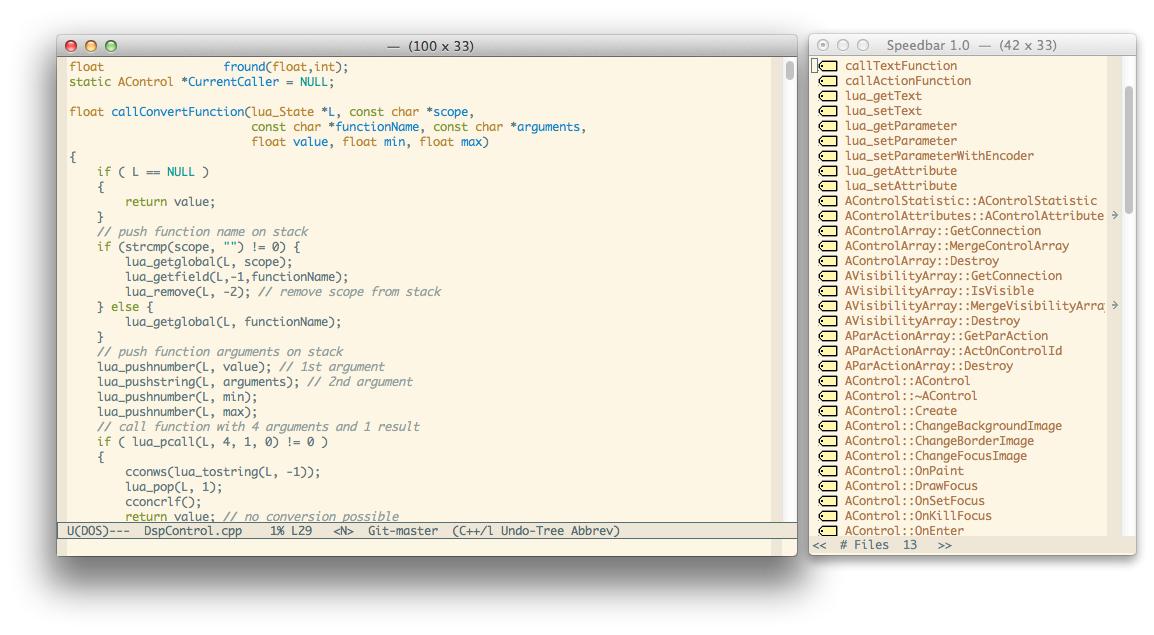 — (100 x 33)
float                 fround(float,int);
static AControl *CurrentCaller = NULL;

float callConvertFunction(lua_State *L, const char *scope,
                          const char *functionName, const char *arguments,
                          float value, float min, float max)
{
    if ( L == NULL )
    {
        return value;
    }
    // push function name on stack
    if (strcmp(scope, "") != 0) {
        lua_getglobal(L, scope);
        lua_getfield(L,-1,functionName);
        lua_remove(L, -2); // remove scope from stack
    } else {
        lua_getglobal(L, functionName);
    }
    // push function arguments on stack
    lua_pushnumber(L, value); // 1st argument
    lua_pushstring(L, arguments); // 2nd argument
    lua_pushnumber(L, min);
    lua_pushnumber(L, max);
    // call function with 4 arguments and 1 result
    if ( lua_pcall(L, 4, 1, 0) != 0 )
    {
        cconws(lua_tostring(L, -1));
        lua_pop(L, 1);
        cconcrlf();
        return value; // no conversion possible
U(DOS)---  DspControl.cpp    1% L29   <N>  Git-master  (C++/l Undo-Tree Abbrev)
Speedbar 1.0 — (42 x 33)
callTextFunction
callActionFunction
lua_getText
lua_setText
lua_getParameter
lua_setParameter
lua_setParameterWithEncoder
lua_getAttribute
lua_setAttribute
AControlStatistic::AControlStatistic
AControlAttributes::AControlAttribute
AControlArray::GetConnection
AControlArray::MergeControlArray
AControlArray::Destroy
AVisibilityArray::GetConnection
AVisibilityArray::IsVisible
AVisibilityArray::MergeVisibilityArra
AVisibilityArray::Destroy
AParActionArray::GetParAction
AParActionArray::ActOnControlId
AParActionArray::Destroy
AControl::AControl
AControl::~AControl
AControl::Create
AControl::ChangeBackgroundImage
AControl::ChangeBorderImage
AControl::ChangeFocusImage
AControl::OnPaint
AControl::DrawFocus
AControl::OnSetFocus
AControl::OnKillFocus
AControl::OnEnter
<<  # Files  13   >>